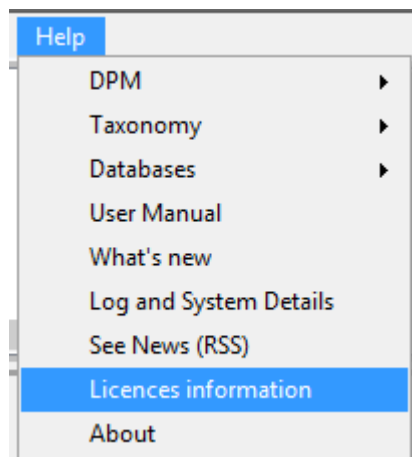 Help
DPM
Taxonomy
Databases
User Manual
What's new
Log and System Details
See News (RSS)
Licences information
About